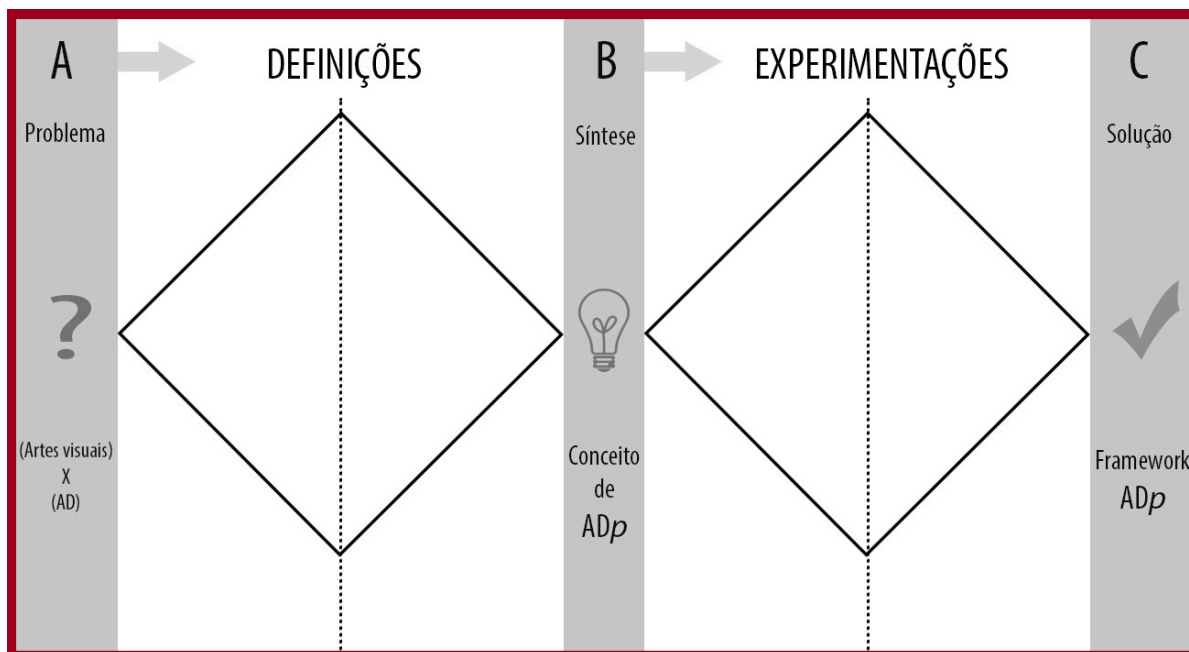 A
DEFINIÇÕES
B
EXPERIMENTAÇÕES
C
Problema
Síntese
Solução
?
(Artes visuais)
X
(AD)
Conceito
de
ADp
Framework
ADp